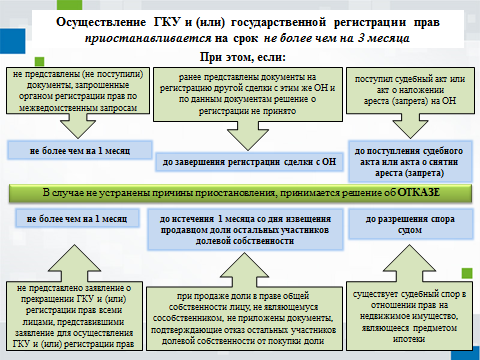 Осуществление ГКУ и (или) государственной регистрации прав
приостанавливается на срок не более чем на 3 месяца
При этом, если:
не представлены (не поступили)
документы, запрошенные
органом регистрации прав по
межведомственным запросам
ранее представлены документы на
регистрацию другой сделки с этим же ОН и
по данным документам решение о
регистрации не принято
поступил судебный акт или
акт о наложении
ареста (запрета) на ОН
не более чем на 1 месяц
до завершения регистрации сделки с ОН
до поступления судебного
акта или акта о снятии
ареста (запрета)
В случае не устранены причины приостановления, принимается решение об ОТКАЗЕ
не более чем на 1 месяц
до истечения 1 месяца со дня извещения
продавцом доли остальных участников
долевой собственности
до разрешения спора
судом
не представлено заявление о
прекращении ГКУ и (или)
регистрации прав всеми
лицами, представившими
заявление для осуществления
ГКУ и (или) регистрации прав
при продаже доли в праве общей
собственности лицу, не являющемуся
сособственником, не приложены документы,
подтверждающие отказ остальных участников
долевой собственности от покупки доли
существует судебный спор в
отношении прав на
недвижимое имущество,
являющееся предметом
ипотеки